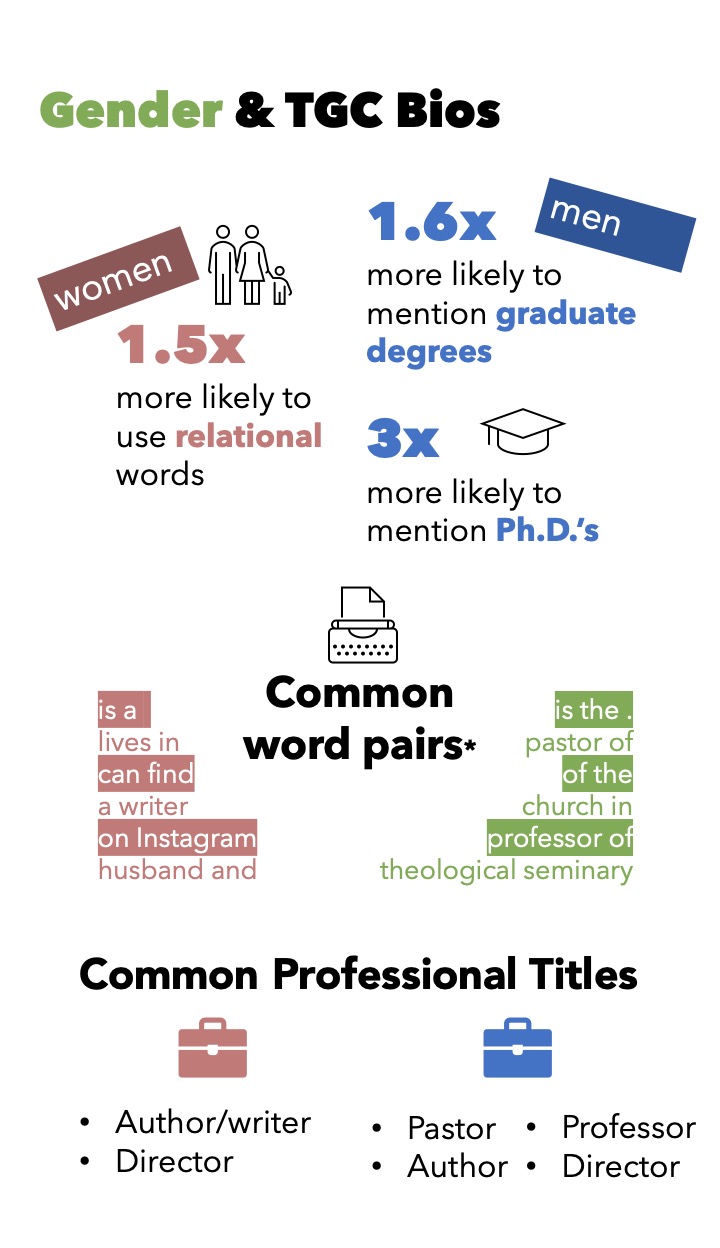 Gender & TGC Bios
women
1.5x
more likely to
use relational
words
men
1.6x
more likely to
mention graduate
degrees
3x
more likely to
mention Ph.D.'s
Common
word pairs*
is a
lives in
can find
a writer
on Instagram
husband and
is the .
pastor of
of the
church in
professor of
theological seminary
Common Professional Titles
• Author/writer
• Director
• Pastor • Professor
• Author • Director